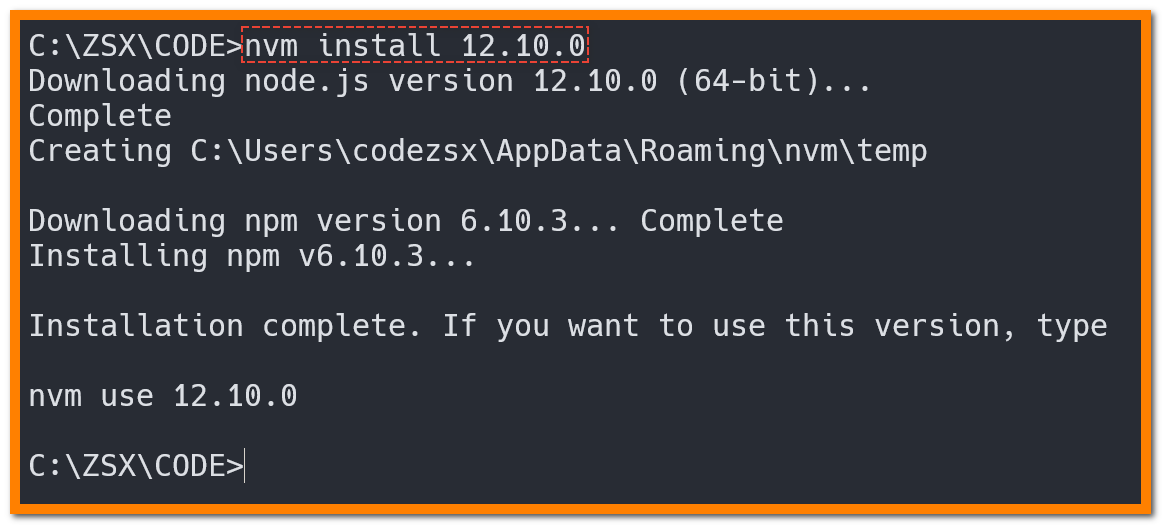 C:\ZSX\CODE>nvm install 12.10.0
Downloading node.js version 12.10.0 (64-bit)...
Complete
Creating C:\Users\codezsx\AppData\Roaming\nvm\temp
Downloading npm version 6.10.3... Complete
Installing npm v6.10.3...
Installation complete. If you want to use this version, type
nvm use 12.10.0
C:\ZSX\CODE>